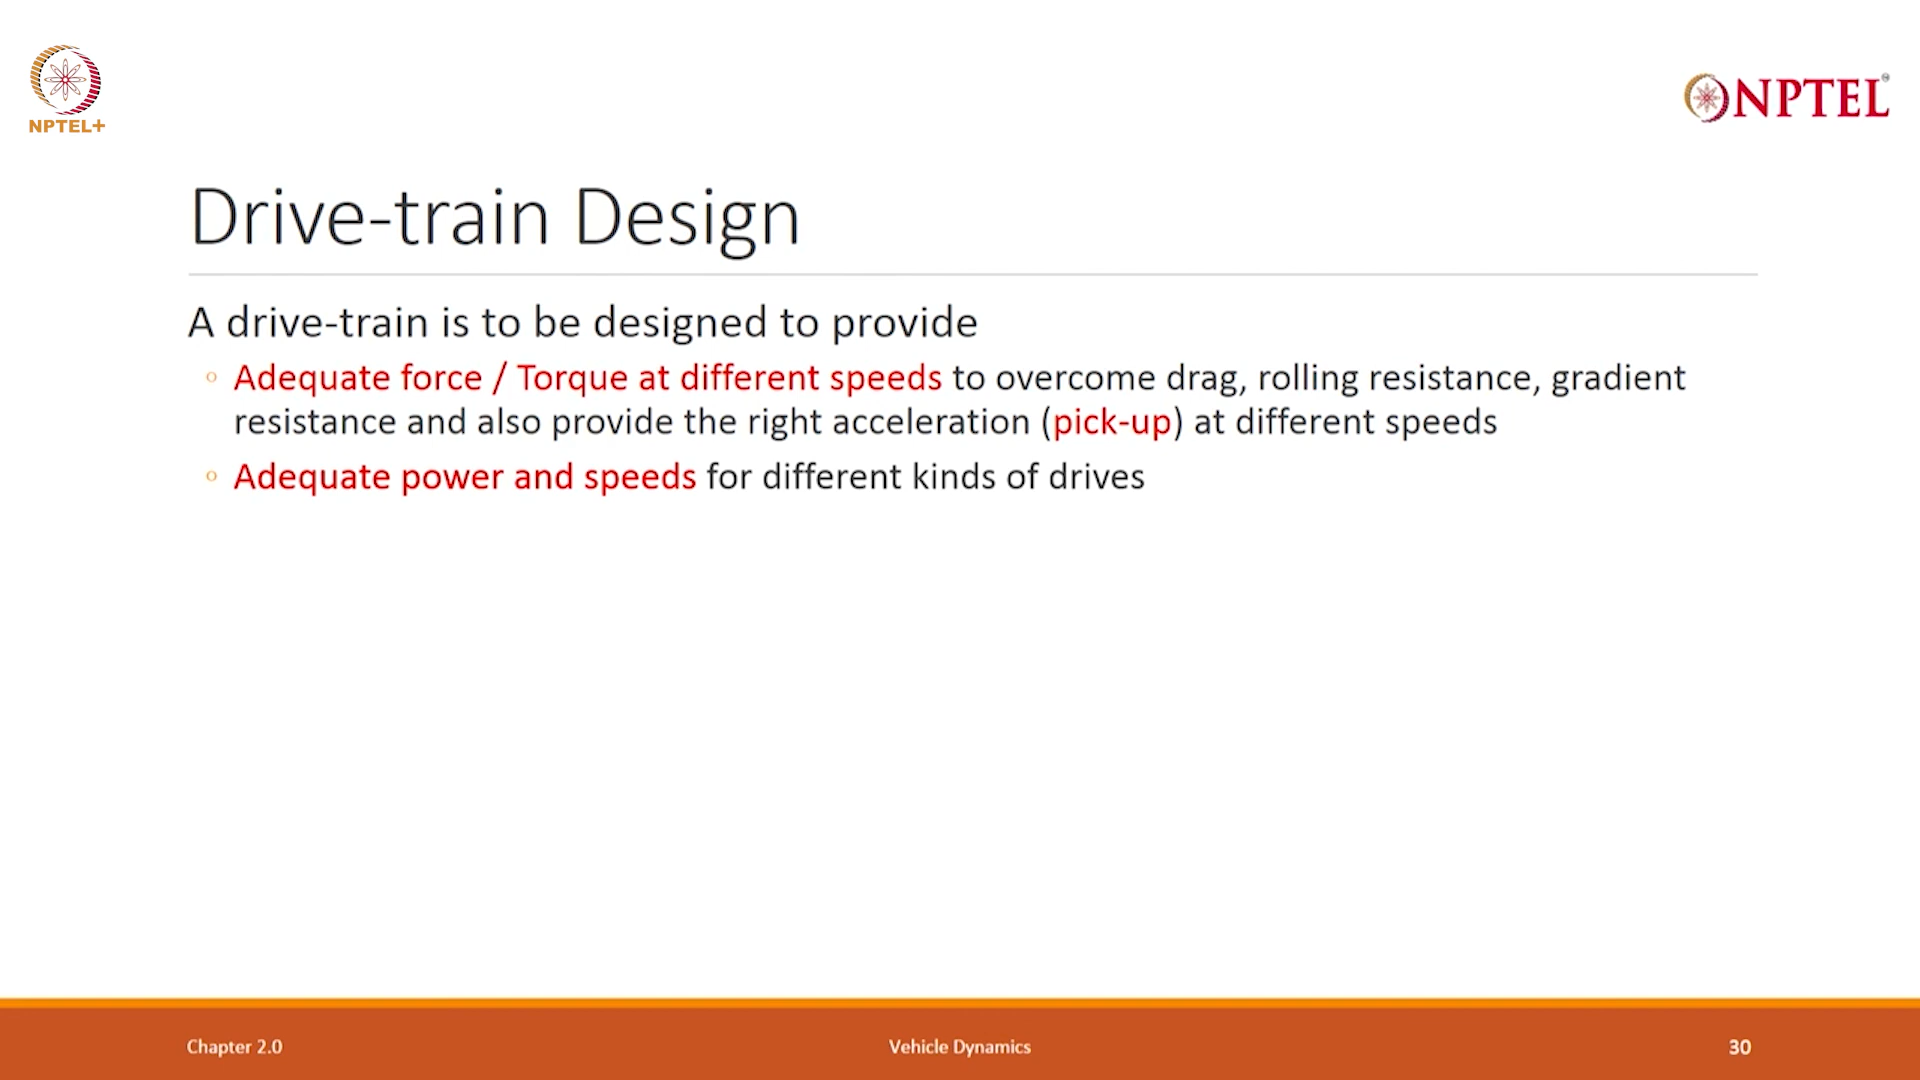 NPTEL+
NPTEL
Drive-train Design
A drive-train is to be designed to provide
◦ Adequate force / Torque at different speeds to overcome drag, rolling resistance, gradient
resistance and also provide the right acceleration (pick-up) at different speeds
◦ Adequate power and speeds for different kinds of drives
Chapter 2.0
Vehicle Dynamics
30